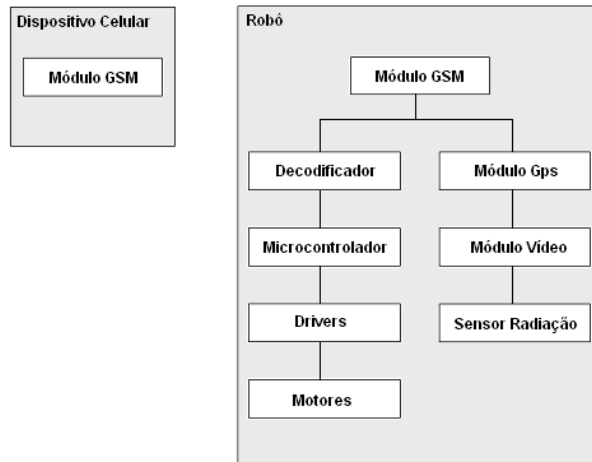 Dispositivo Celular
Módulo GSM
Robô
Módulo GSM
Decodificador
Módulo Gps
Microcontrolador
Módulo Vídeo
Drivers
Sensor Radiação
Motores